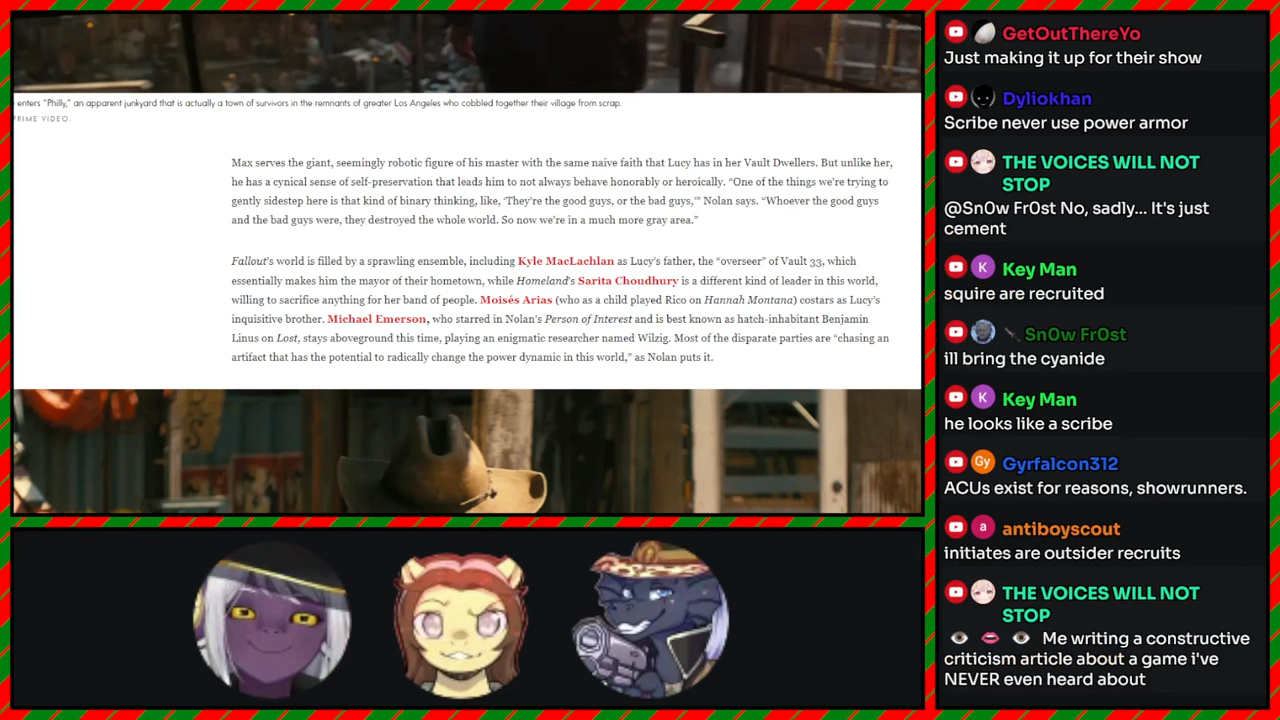 enters “Philly,” an apparent junkyard that is actually a town of survivors in the remnants of greater Los Angeles who cobbled together their village from scrap.
PRIME VIDEO.
Max serves the giant, seemingly robotic figure of his master with the same naive faith that Lucy has in her Vault Dwellers. But unlike her,
he has a cynical sense of self-preservation that leads him to not always behave honorably or heroically. “One of the things we’re trying to
gently sidestep here is that kind of binary thinking, like, ‘They’re the good guys, or the bad guys,’” Nolan says. “Whoever the good guys
and the bad guys were, they destroyed the whole world. So now we’re in a much more gray area.”
Fallout’s world is filled by a sprawling ensemble, including Kyle MacLachlan as Lucy’s father, the “overseer” of Vault 33, which
essentially makes him the mayor of their hometown, while Homeland’s Sarita Choudhury is a different kind of leader in this world,
willing to sacrifice anything for her band of people. Moisés Arias (who as a child played Rico on Hannah Montana) costars as Lucy’s
inquisitive brother. Michael Emerson, who starred in Nolan’s Person of Interest and is best known as hatch-inhabitant Benjamin
Linus on Lost, stays aboveground this time, playing an enigmatic researcher named Wilzig. Most of the disparate parties are “chasing an
artifact that has the potential to radically change the power dynamic in this world,” as Nolan puts it.
GetOutThereYo
Just making it up for their show
Dyliokhan
Scribe never use power armor
THE VOICES WILL NOT
STOP
@Sn0w Fr0st No, sadly... It's just
cement
K Key Man
squire are recruited
Sn0w Fr0st
ill bring the cyanide
K Key Man
he looks like a scribe
Gy Gyrfalcon312
ACUs exist for reasons, showrunners.
a antiboyscout
initiates are outsider recruits
THE VOICES WILL NOT
STOP
👁️ 👄 👁️ Me writing a constructive
criticism article about a game i've
NEVER even heard about